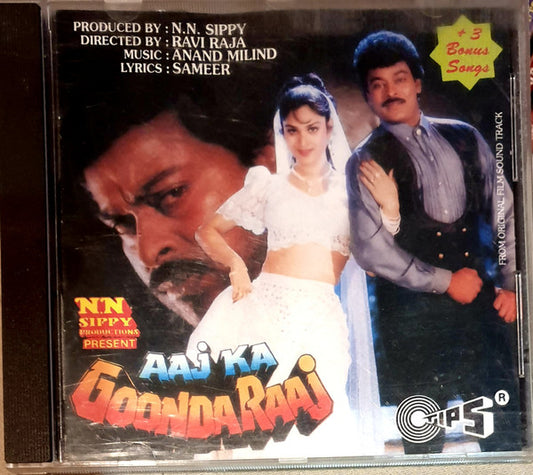 PRODUCED BY : N.N. SIPPY
DIRECTED BY : RAVI RAJA
MUSIC : ANAND MILIND
LYRICS : SAMEER
+ 3
Bonus
Songs
FROM ORIGINAL FILM SOUND TRACK
N.N
SIPPY
PRODUCTIONS
PRESENT
AAJ KA
GOONDA RAAJ
TIPS ®